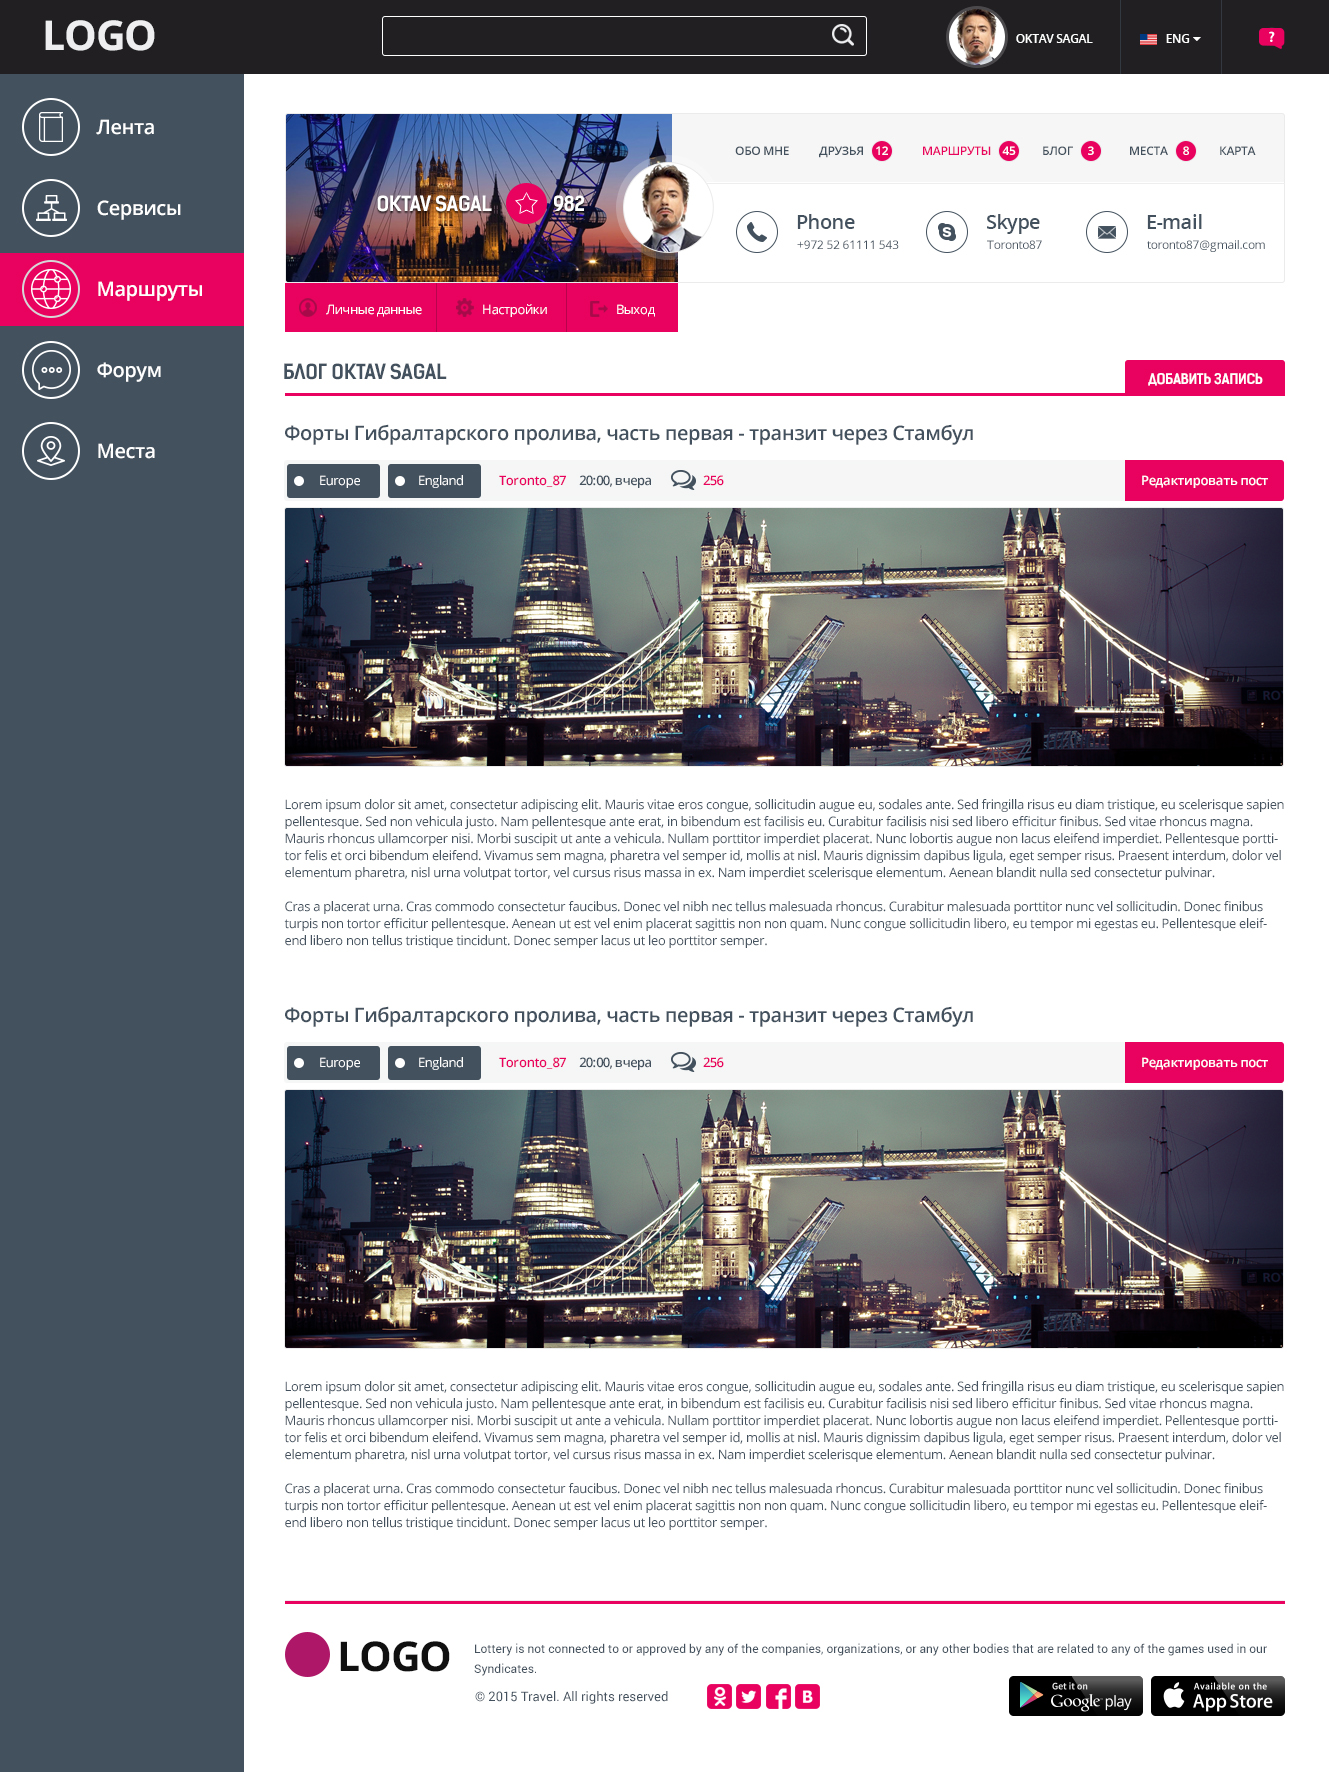 LOGO
OKTAV SAGAL
ENG
?
Лента
Сервисы
Маршруты
Форум
Места
OKTAV SAGAL 982
ОБО МНЕ ДРУЗЬЯ 12 МАРШРУТЫ 45 БЛОГ 3 МЕСТА 8 КАРТА
Phone
+972 52 61111 543
Skype
Toronto87
E-mail
toronto87@gmail.com
Личные данные Настройки Выход
БЛОГ OKTAV SAGAL
ДОБАВИТЬ ЗАПИСЬ
Форты Гибралтарского пролива, часть первая - транзит через Стамбул
Europe England Toronto_87 20:00, вчера 256 Редактировать пост
Lorem ipsum dolor sit amet, consectetur adipiscing elit. Mauris vitae eros congue, sollicitudin augue eu, sodales ante. Sed fringilla risus eu diam tristique, eu scelerisque sapien
pellentesque. Sed non vehicula justo. Nam pellentesque ante erat, in bibendum est facilisis eu. Curabitur facilisis nisi sed libero efficitur finibus. Sed vitae rhoncus magna.
Mauris rhoncus ullamcorper nisi. Morbi suscipit ut ante a vehicula. Nullam porttitor imperdiet placerat. Nunc lobortis augue non lacus eleifend imperdiet. Pellentesque portti-
tor felis et orci bibendum eleifend. Vivamus sem magna, pharetra vel semper id, mollis at nisl. Mauris dignissim dapibus ligula, eget semper risus. Praesent interdum, dolor vel
elementum pharetra, nisl urna volutpat tortor, vel cursus risus massa in ex. Nam imperdiet scelerisque elementum. Aenean blandit nulla sed consectetur pulvinar.
Cras a placerat urna. Cras commodo consectetur faucibus. Donec vel nibh nec tellus malesuada rhoncus. Curabitur malesuada porttitor nunc vel sollicitudin. Donec finibus
turpis non tortor efficitur pellentesque. Aenean ut est vel enim placerat sagittis non non quam. Nunc congue sollicitudin libero, eu tempor mi egestas eu. Pellentesque eleif-
end libero non tellus tristique tincidunt. Donec semper lacus ut leo porttitor semper.
Форты Гибралтарского пролива, часть первая - транзит через Стамбул
Europe England Toronto_87 20:00, вчера 256 Редактировать пост
Lorem ipsum dolor sit amet, consectetur adipiscing elit. Mauris vitae eros congue, sollicitudin augue eu, sodales ante. Sed fringilla risus eu diam tristique, eu scelerisque sapien
pellentesque. Sed non vehicula justo. Nam pellentesque ante erat, in bibendum est facilisis eu. Curabitur facilisis nisi sed libero efficitur finibus. Sed vitae rhoncus magna.
Mauris rhoncus ullamcorper nisi. Morbi suscipit ut ante a vehicula. Nullam porttitor imperdiet placerat. Nunc lobortis augue non lacus eleifend imperdiet. Pellentesque portti-
tor felis et orci bibendum eleifend. Vivamus sem magna, pharetra vel semper id, mollis at nisl. Mauris dignissim dapibus ligula, eget semper risus. Praesent interdum, dolor vel
elementum pharetra, nisl urna volutpat tortor, vel cursus risus massa in ex. Nam imperdiet scelerisque elementum. Aenean blandit nulla sed consectetur pulvinar.
Cras a placerat urna. Cras commodo consectetur faucibus. Donec vel nibh nec tellus malesuada rhoncus. Curabitur malesuada porttitor nunc vel sollicitudin. Donec finibus
turpis non tortor efficitur pellentesque. Aenean ut est vel enim placerat sagittis non non quam. Nunc congue sollicitudin libero, eu tempor mi egestas eu. Pellentesque eleif-
end libero non tellus tristique tincidunt. Donec semper lacus ut leo porttitor semper.
LOGO
Lottery is not connected to or approved by any of the companies, organizations, or any other bodies that are related to any of the games used in our
Syndicates.
© 2015 Travel. All rights reserved
Get it on
Google play
Available on the
App Store